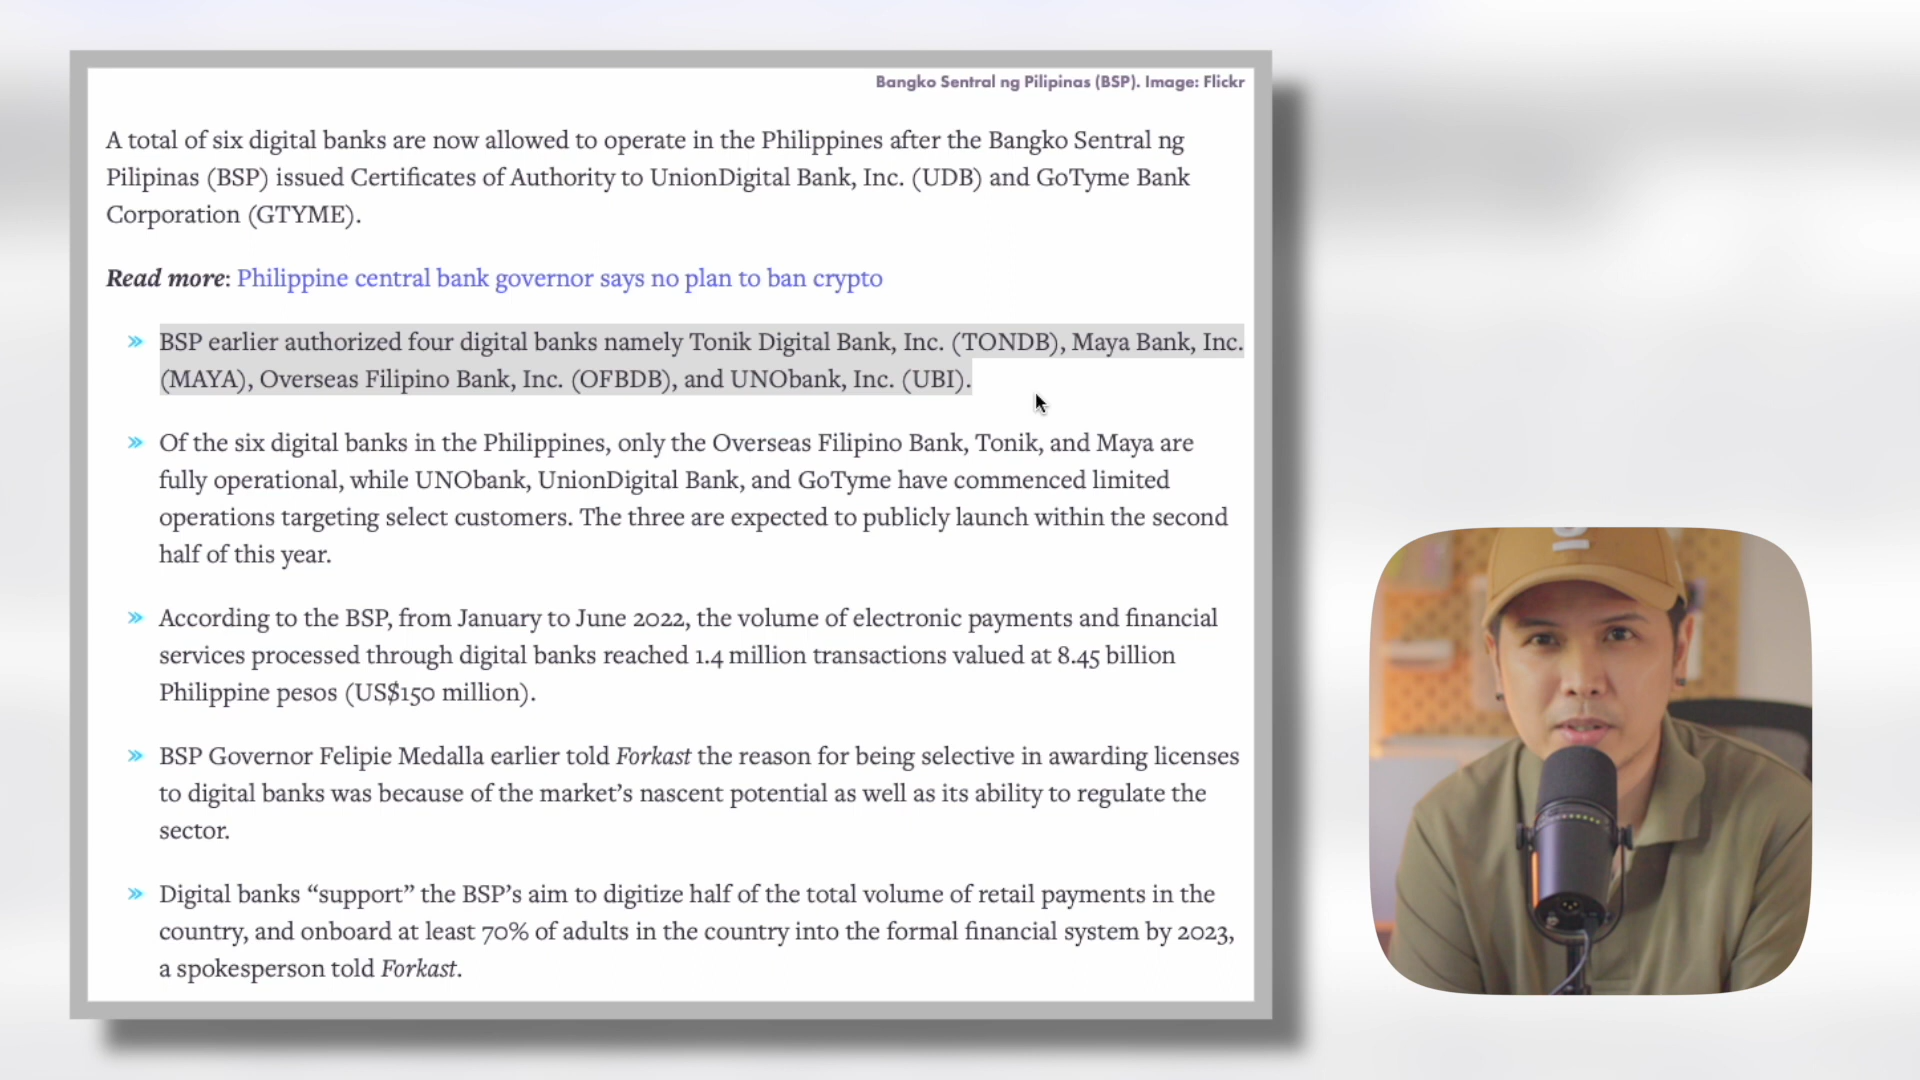 Bangko Sentral ng Pilipinas (BSP). Image: Flickr
A total of six digital banks are now allowed to operate in the Philippines after the Bangko Sentral ng
Pilipinas (BSP) issued Certificates of Authority to UnionDigital Bank, Inc. (UDB) and GoTyme Bank
Corporation (GTYME).
Read more: Philippine central bank governor says no plan to ban crypto
» BSP earlier authorized four digital banks namely Tonik Digital Bank, Inc. (TONDB), Maya Bank, Inc.
(MAYA), Overseas Filipino Bank, Inc. (OFBDB), and UNObank, Inc. (UBI).
» Of the six digital banks in the Philippines, only the Overseas Filipino Bank, Tonik, and Maya are
fully operational, while UNObank, UnionDigital Bank, and GoTyme have commenced limited
operations targeting select customers. The three are expected to publicly launch within the second
half of this year.
» According to the BSP, from January to June 2022, the volume of electronic payments and financial
services processed through digital banks reached 1.4 million transactions valued at 8.45 billion
Philippine pesos (US$150 million).
» BSP Governor Felipie Medalla earlier told Forkast the reason for being selective in awarding licenses
to digital banks was because of the market’s nascent potential as well as its ability to regulate the
sector.
» Digital banks “support” the BSP’s aim to digitize half of the total volume of retail payments in the
country, and onboard at least 70% of adults in the country into the formal financial system by 2023,
a spokesperson told Forkast.